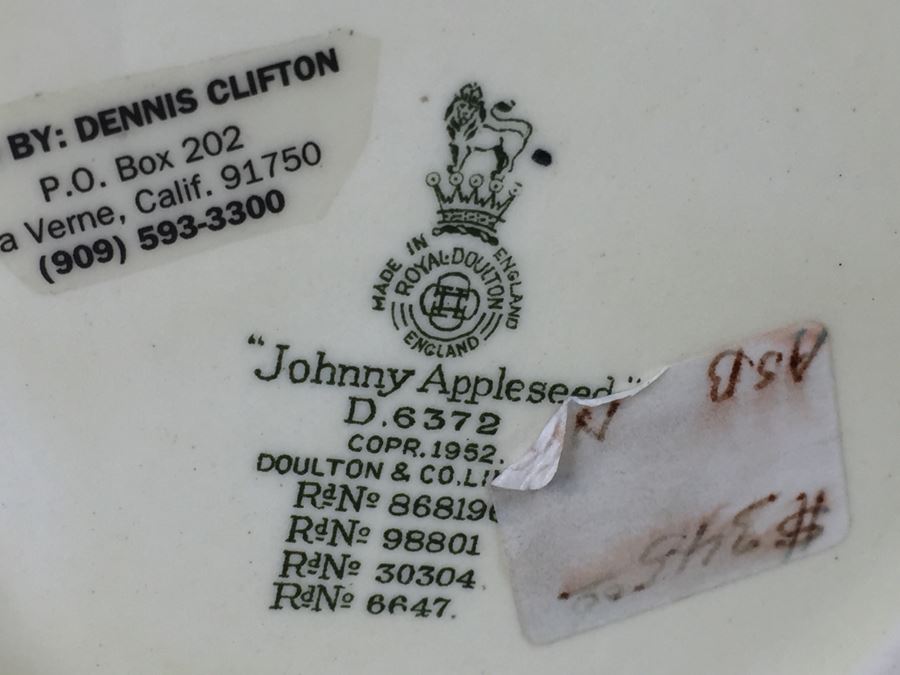 BY: DENNIS CLIFTON
P.O. Box 202
a Verne, Calif. 91750
(909) 593-3300
MADE IN ENGLAND
ROYAL·DOULTON
ENGLAND
"Johnny Appleseed"
D.6372
COPR.1952.
DOULTON & CO.LI
RdNo 868196
RdNo 98801
RdNo 30304.
RdNo 6647.